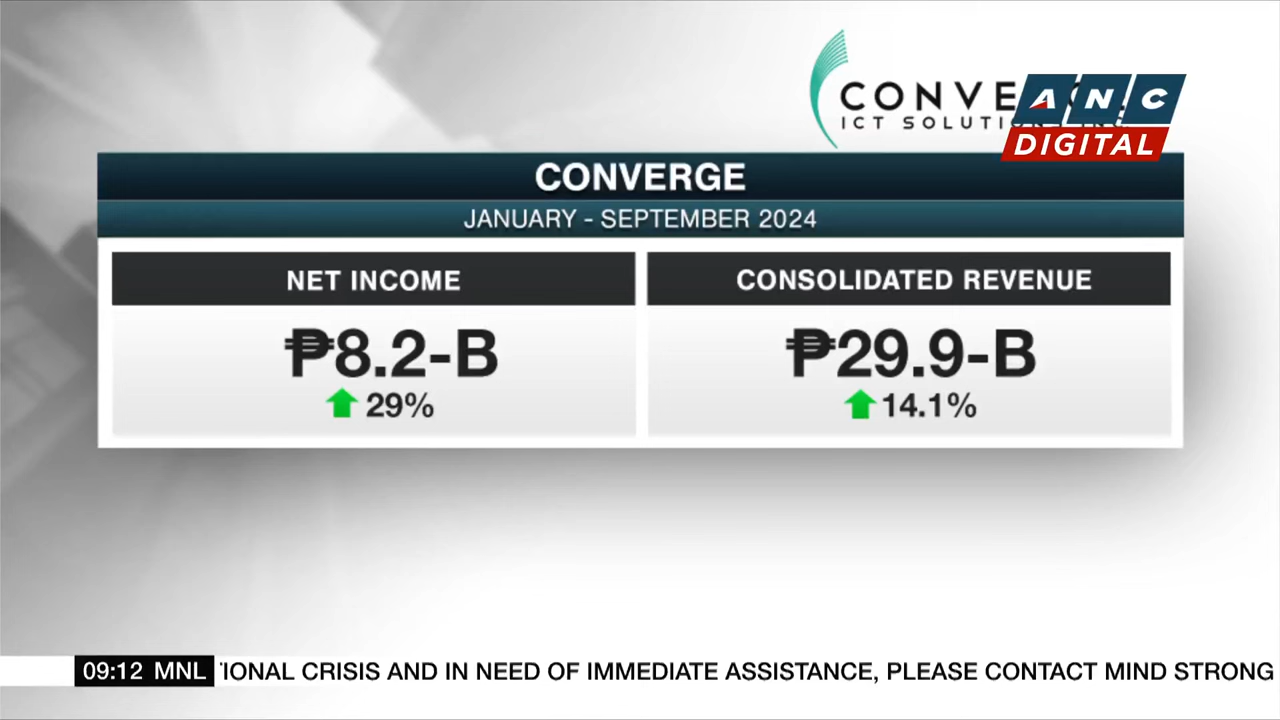 CONVE
ICT SOLUTION
ANC
DIGITAL
CONVERGE
JANUARY - SEPTEMBER 2024
NET INCOME
CONSOLIDATED REVENUE
₱8.2-B
₱29.9-B
29%
14.1%
09:12 MNL
IONAL CRISIS AND IN NEED OF IMMEDIATE ASSISTANCE, PLEASE CONTACT MIND STRONG